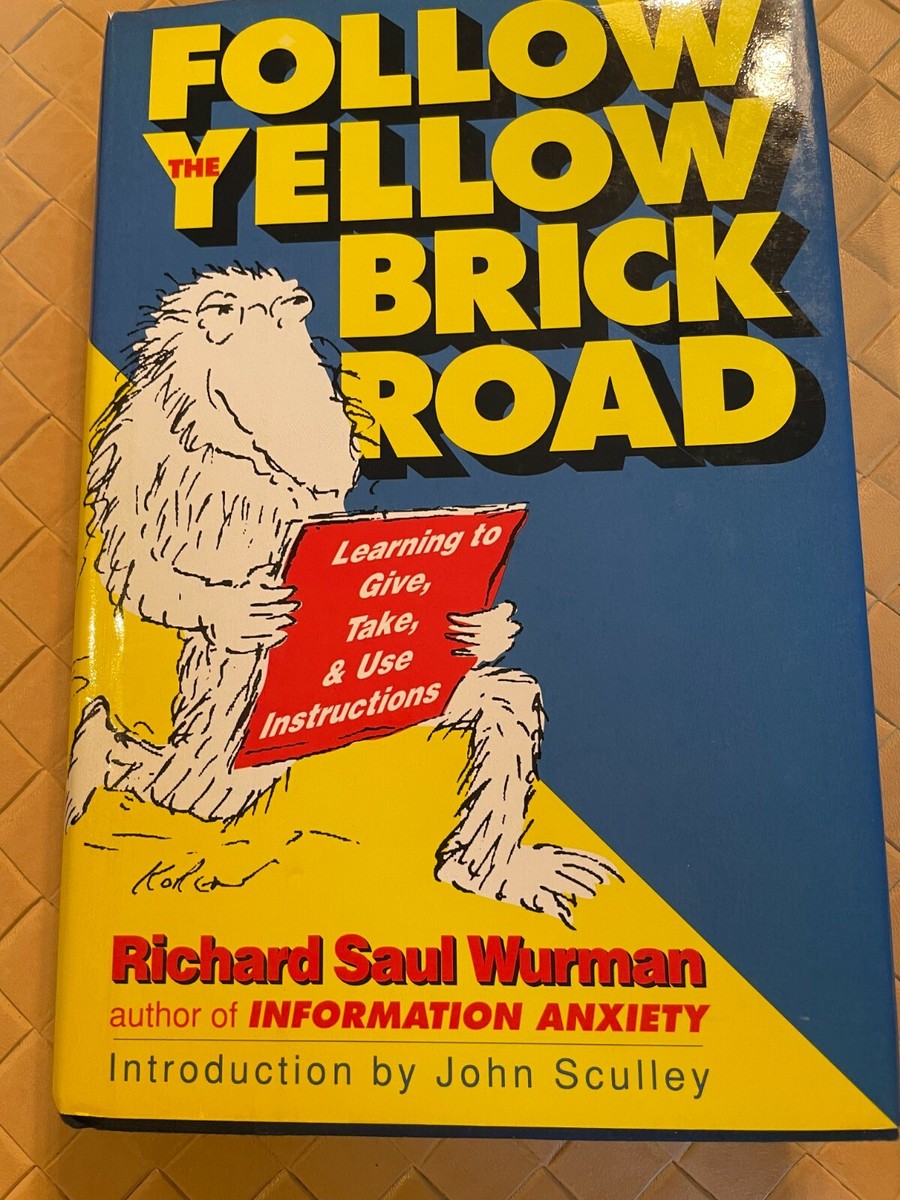 FOLLOW
THE
YELLOW
BRICK
ROAD
Learning to
Give,
Take,
& Use
Instructions
KOREN
Richard Saul Wurman
author of INFORMATION ANXIETY
Introduction by John Sculley